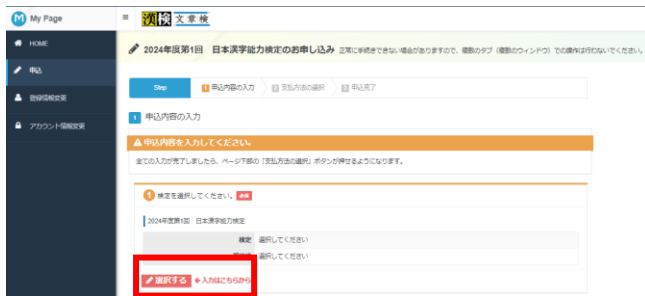 M My Page
漢検 文章検
HOME
2024年度第1回 日本漢字能力検定のお申し込み 正常に手続きできない場合がありますので、複数のタブ(複数のウィンドウ)での操作は行わないでください。
申込
Step 1 申込内容の入力 2 支払方法の選択 3 申込完了
登録情報変更
1 申込内容の入力
アカウント情報変更
申込内容を入力してください。
全ての入力が完了しましたら、ページ下部の「支払方法の選択」ボタンが押せるようになります。
1 検定を選択してください。 必須
2024年度第1回 日本漢字能力検定
検定 選択してください
選択してください
選択する ←入力はこちらから